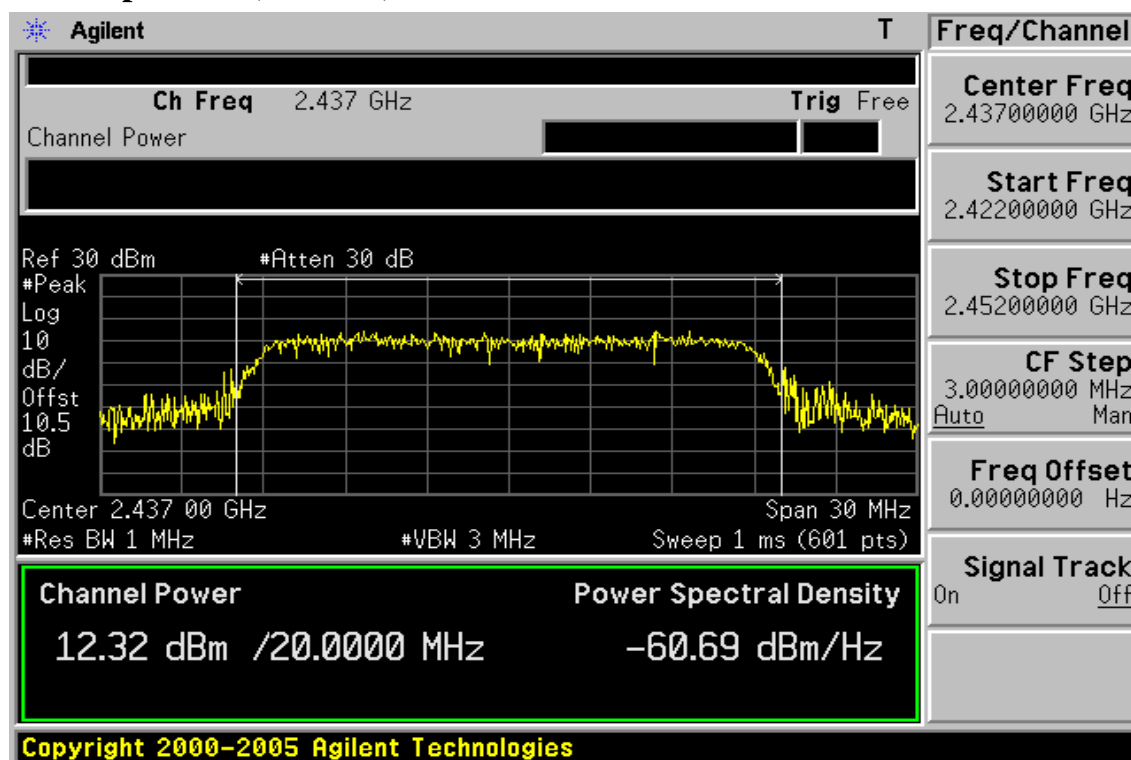 Agilent T
Freq/Channel
Ch Freq 2.437 GHz Trig Free
Channel Power
Ref 30 dBm #Atten 30 dB
#Peak
Log
10
dB/
Offst
10.5
dB
Center 2.437 00 GHz Span 30 MHz
#Res BW 1 MHz #VBW 3 MHz Sweep 1 ms (601 pts)
Channel Power Power Spectral Density
12.32 dBm /20.0000 MHz -60.69 dBm/Hz
Center Freq
2.43700000 GHz
Start Freq
2.42200000 GHz
Stop Freq
2.45200000 GHz
CF Step
3.00000000 MHz
Auto Man
Freq Offset
0.00000000 Hz
Signal Track
On Off
Copyright 2000-2005 Agilent Technologies